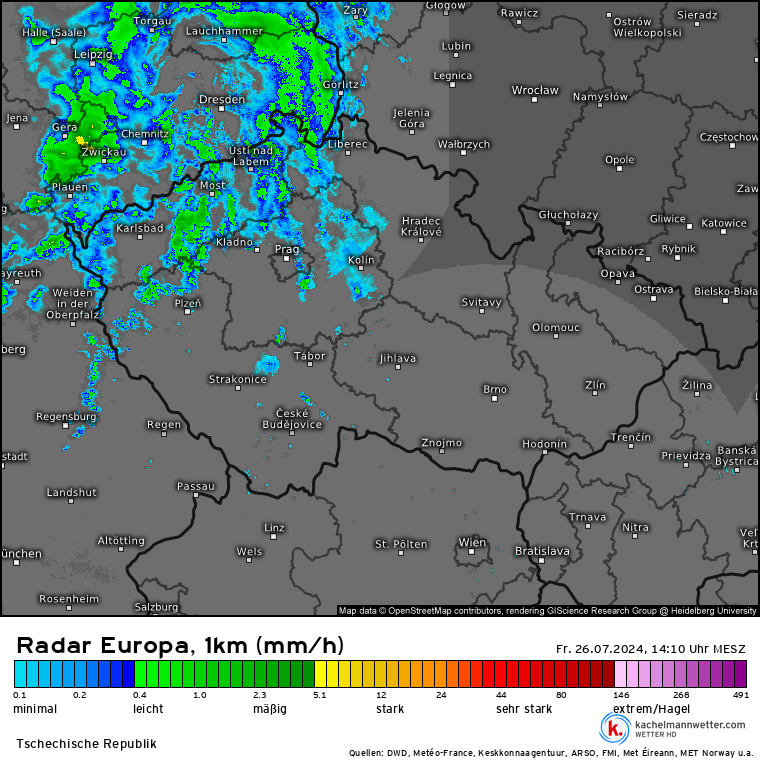 Żary
Głogów
Rawicz
Torgau
Ostrów
Wielkopolski
Sieradz
Halle (Saale)
Lauchhammer
Lubin
Leipzig
Legnica
Görlitz
Wrocław
Namysłów
Dresden
Jelenia
Góra
Jena
Gera
Chemnitz
Częstochow
Zwickau
Usti nad
Labem
Liberec
Wałbrzych
Opole
Plauen
Most
Zaw
g
Karlsbad
Hradec
Králové
Głuchołazy
Gliwice
Katowice
Kladno
Prag
Racibórz
Rybnik
Kolín
ayreuth
Opava
Weiden
in der
Oberpfalz
Plzeň
Svitavy
Ostrava
Bielsko-Biała
Olomouc
berg
Tábor
Jihlava
Strakonice
Brno
Zlín
Žilina
L
Regensburg
Regen
České
Budějovice
Znojmo
Hodonín
Trenčín
Prievidza
Banská
Bystrica
stadt
Landshut
Passau
Linz
Trnava
Nitra
Altötting
Wels
St. Pölten
Wien
Bratislava
Veľ
Krt
ünchen
Rosenheim
Salzburg
Map data © OpenStreetMap contributors, rendering GIScience Research Group @ Heidelberg University
Radar Europa, 1km (mm/h)
Fr. 26.07.2024, 14:10 Uhr MESZ
0.1 0.2 0.4 1.0 2.3 5.1 12 24 44 80 146 268 491
minimal leicht mäßig stark sehr stark extrem/Hagel
k. kachelmannwetter.com
WETTER HD
Tschechische Republik
Quellen: DWD, Metéo-France, Keskkonnaagentuur, ARSO, FMI, Met Éireann, MET Norway u.a.